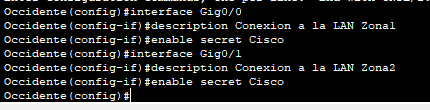 Occidente(config)#interface Gig0/0
Occidente(config-if)#description Conexion a la LAN Zona1
Occidente(config-if)#enable secret Cisco
Occidente(config)#interface Gig0/1
Occidente(config-if)#description Conexion a la LAN Zona2
Occidente(config-if)#enable secret Cisco
Occidente(config)#